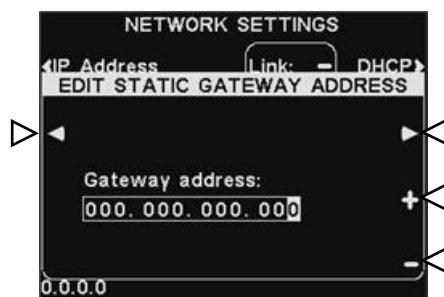 NETWORK SETTINGS
IP Address Link: – DHCP
EDIT STATIC GATEWAY ADDRESS
Gateway address:
000. 000. 000. 000
+
–
0.0.0.0